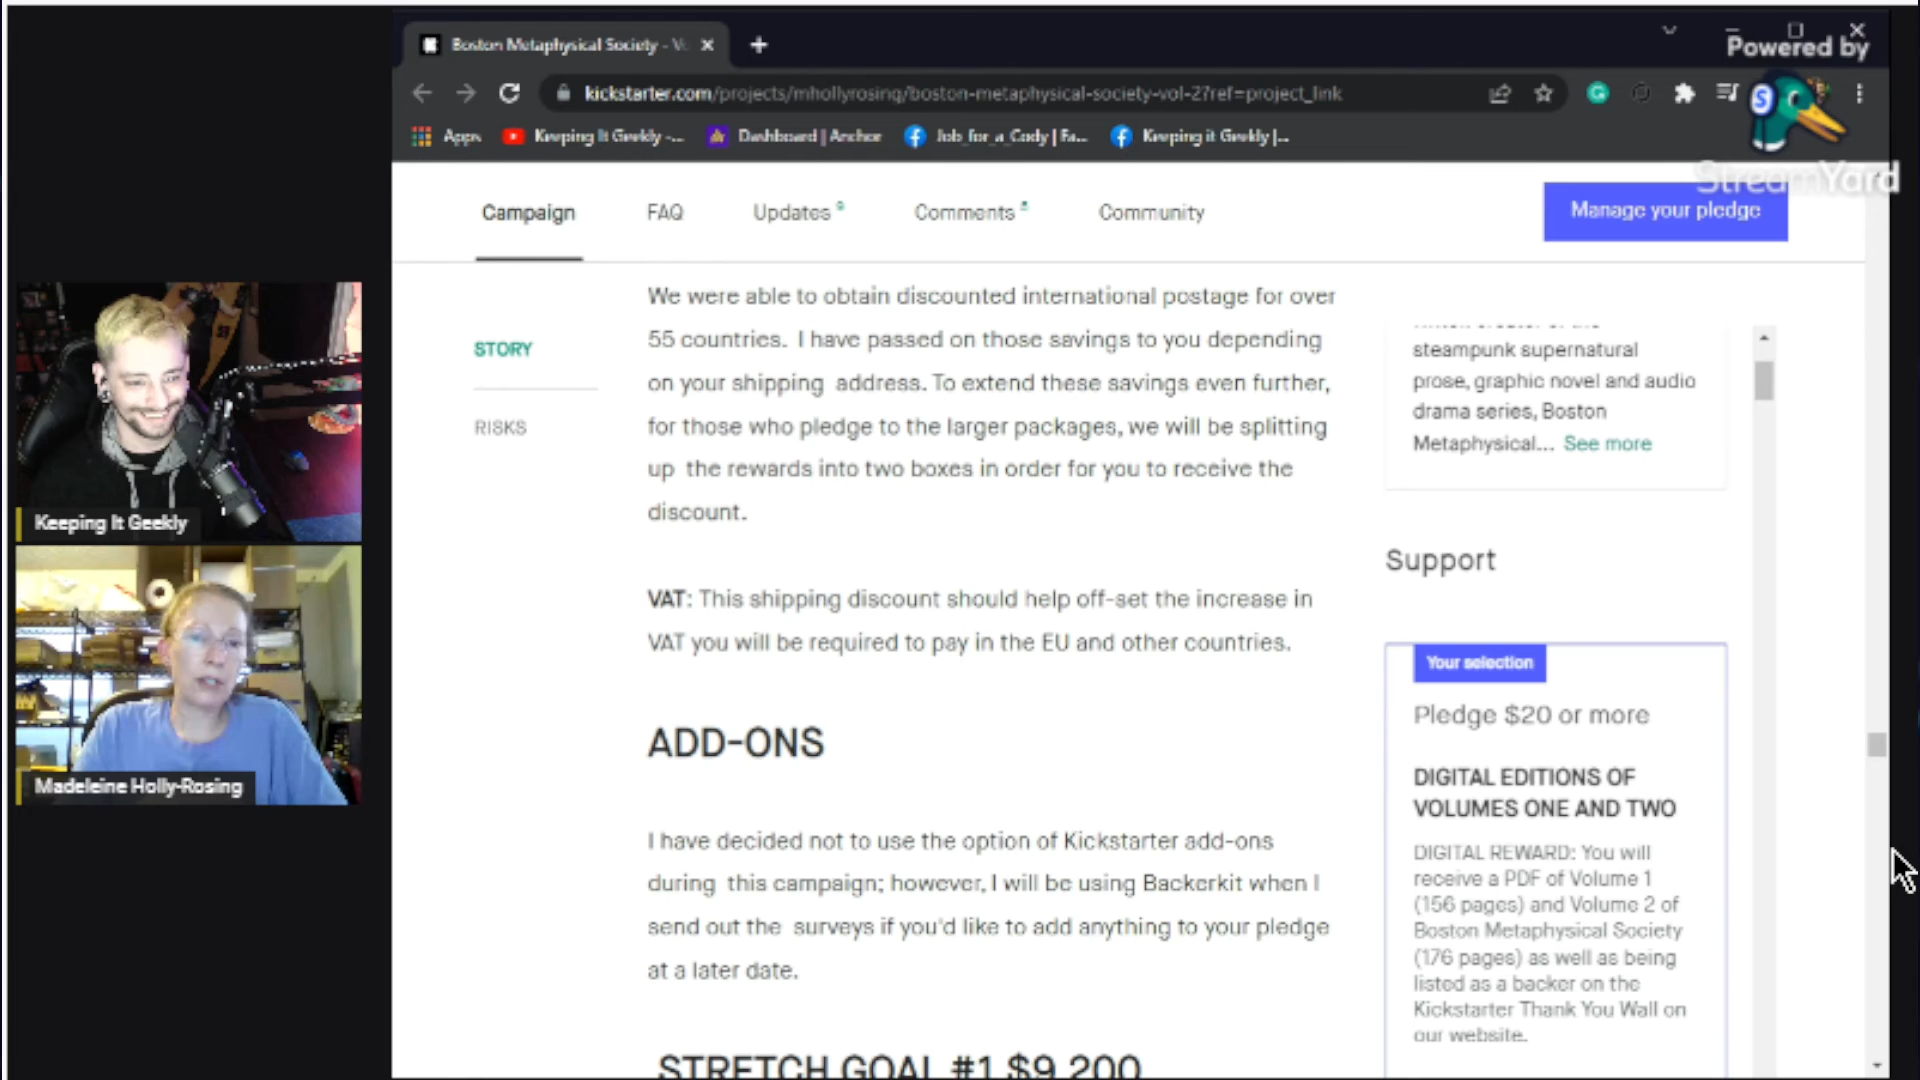 Boston Metaphysical Society - V
Powered by
kickstarter.com/projects/mhollyrosing/boston-metaphysical-society-vol-2?ref=project_link
Apps
Keeping It Geekly -...
Dashboard | Anchor
Job_for_a_Cody | Fa...
Keeping it Geekly |...
StreamYard
Campaign
FAQ
Updates 9
Comments
Community
Manage your pledge
STORY
RISKS
We were able to obtain discounted international postage for over
55 countries. I have passed on those savings to you depending
on your shipping address. To extend these savings even further,
for those who pledge to the larger packages, we will be splitting
up the rewards into two boxes in order for you to receive the
discount.
VAT: This shipping discount should help off-set the increase in
VAT you will be required to pay in the EU and other countries.
ADD-ONS
I have decided not to use the option of Kickstarter add-ons
during this campaign; however, I will be using Backerkit when I
send out the surveys if you'd like to add anything to your pledge
at a later date.
STRETCH GOAL #1 $9,200
steampunk supernatural
prose, graphic novel and audio
drama series, Boston
Metaphysical... See more
Support
Your selection
Pledge $20 or more
DIGITAL EDITIONS OF
VOLUMES ONE AND TWO
DIGITAL REWARD: You will
receive a PDF of Volume 1
(156 pages) and Volume 2 of
Boston Metaphysical Society
(176 pages) as well as being
listed as a backer on the
Kickstarter Thank You Wall on
our website.
Keeping It Geekly
Madeleine Holly-Rosing